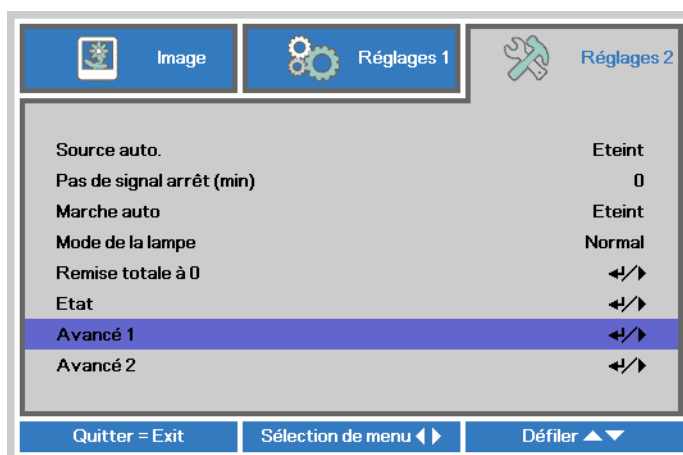 Image
Réglages 1
Réglages 2
Source auto. Eteint
Pas de signal arrêt (min) 0
Marche auto Eteint
Mode de la lampe Normal
Remise totale à 0
Etat
Avancé 1
Avancé 2
Quitter = Exit
Sélection de menu
Défiler